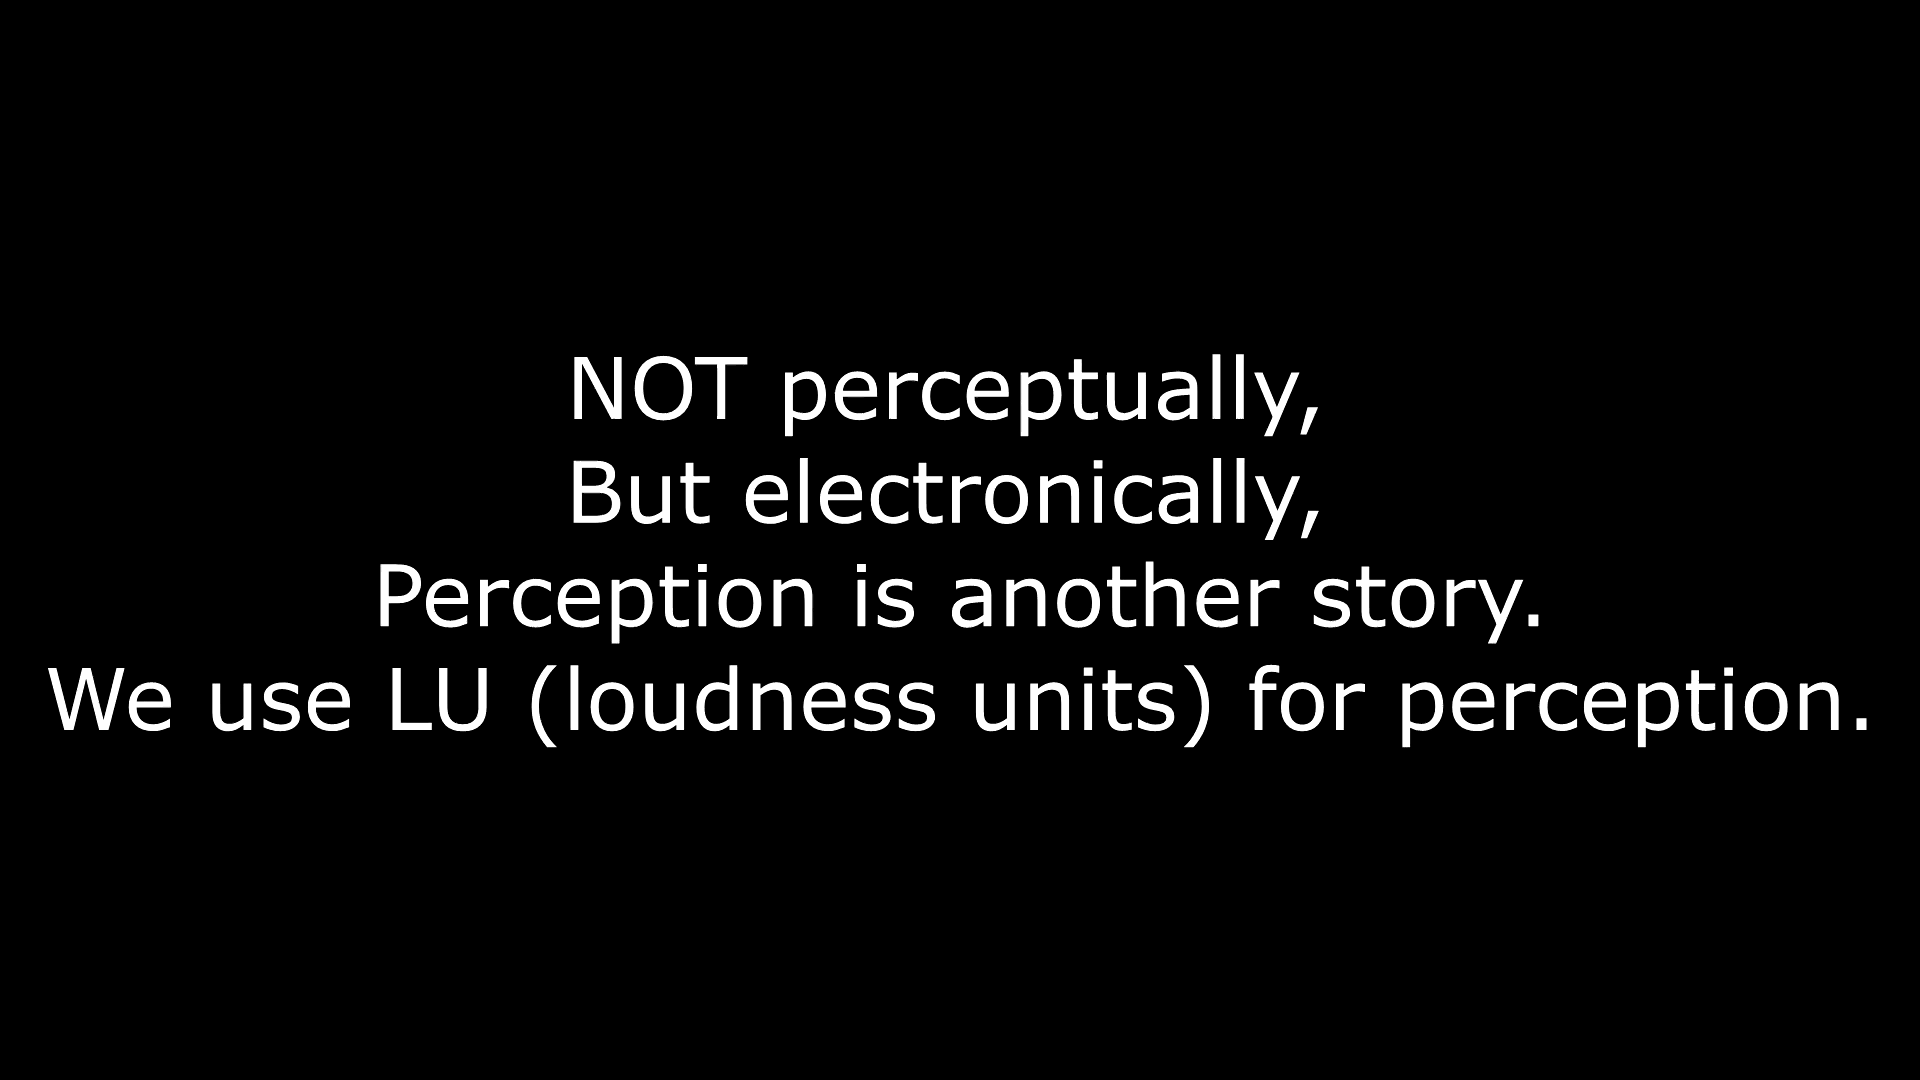 NOT perceptually,
But electronically,
Perception is another story.
We use LU (loudness units) for perception.